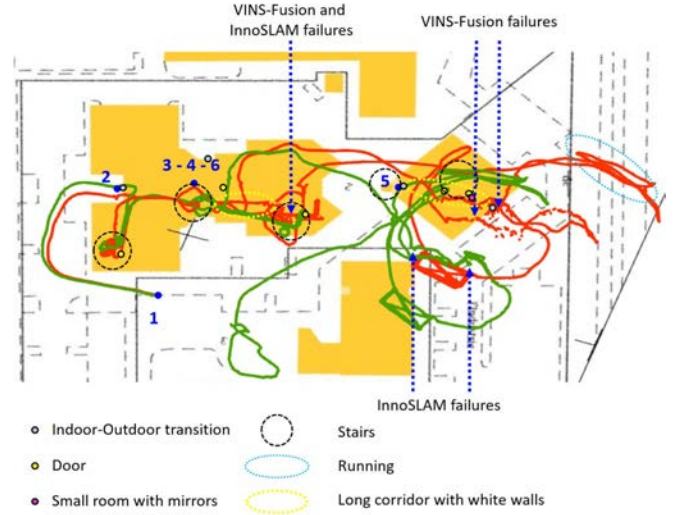 VINS-Fusion and
InnoSLAM failures
VINS-Fusion failures
2
3 - 4 - 6
5
1
InnoSLAM failures
Indoor-Outdoor transition
Stairs
Door
Running
Small room with mirrors
Long corridor with white walls